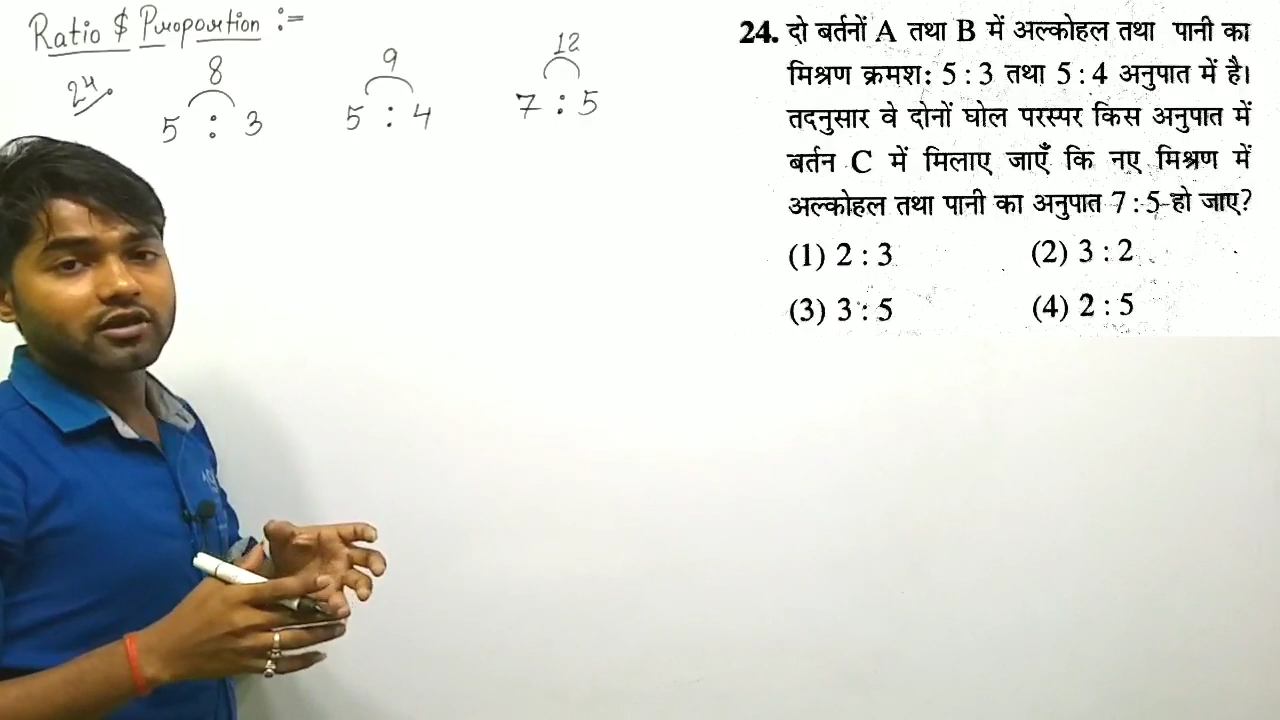 Ratio & Proportion :-
24.
8
5 : 3
9
5 : 4
12
7 : 5
24. दो बर्तनों A तथा B में अल्कोहल तथा पानी का
मिश्रण क्रमश: 5 : 3 तथा 5 : 4 अनुपात में है।
तदनुसार वे दोनों घोल परस्पर किस अनुपात में
बर्तन C में मिलाए जाएँ कि नए मिश्रण में
अल्कोहल तथा पानी का अनुपात 7 : 5 हो जाए?
(1) 2 : 3 (2) 3 : 2
(3) 3 : 5 (4) 2 : 5